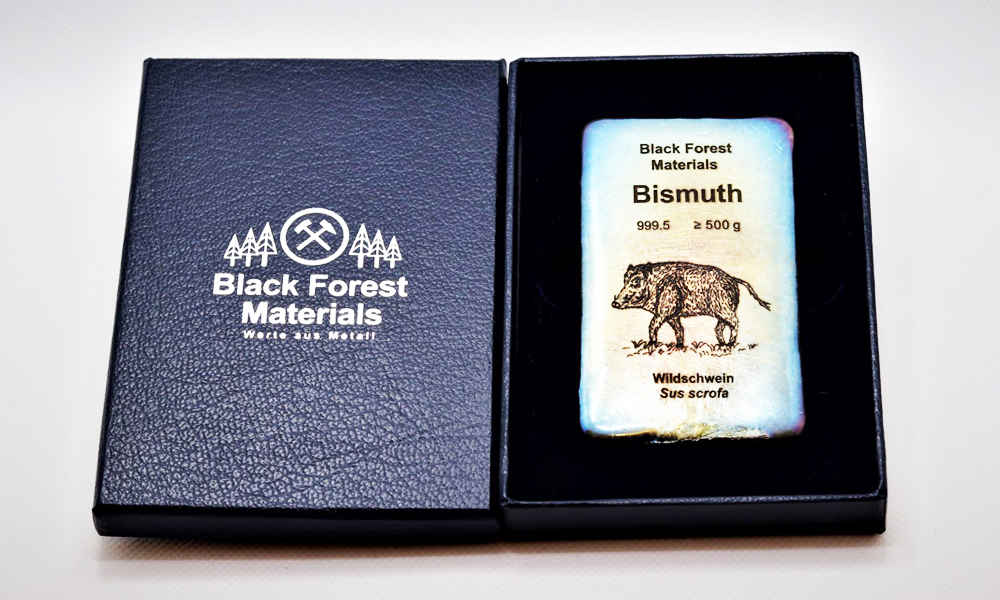 Black Forest
Materials
Werte aus Metall
Black Forest
Materials
Bismuth
999.5 ≥ 500 g
Wildschwein
Sus scrofa